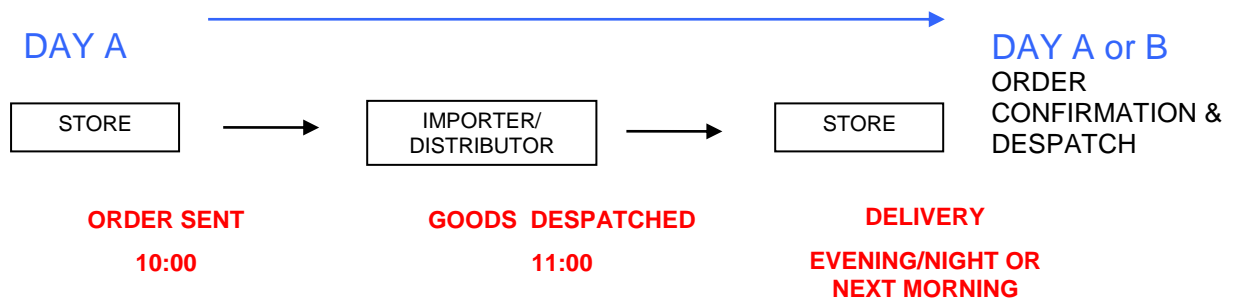 DAY A
DAY A or B
ORDER
CONFIRMATION &
DESPATCH
STORE
IMPORTER/
DISTRIBUTOR
STORE
ORDER SENT
10:00
GOODS DESPATCHED
11:00
DELIVERY
EVENING/NIGHT OR
NEXT MORNING